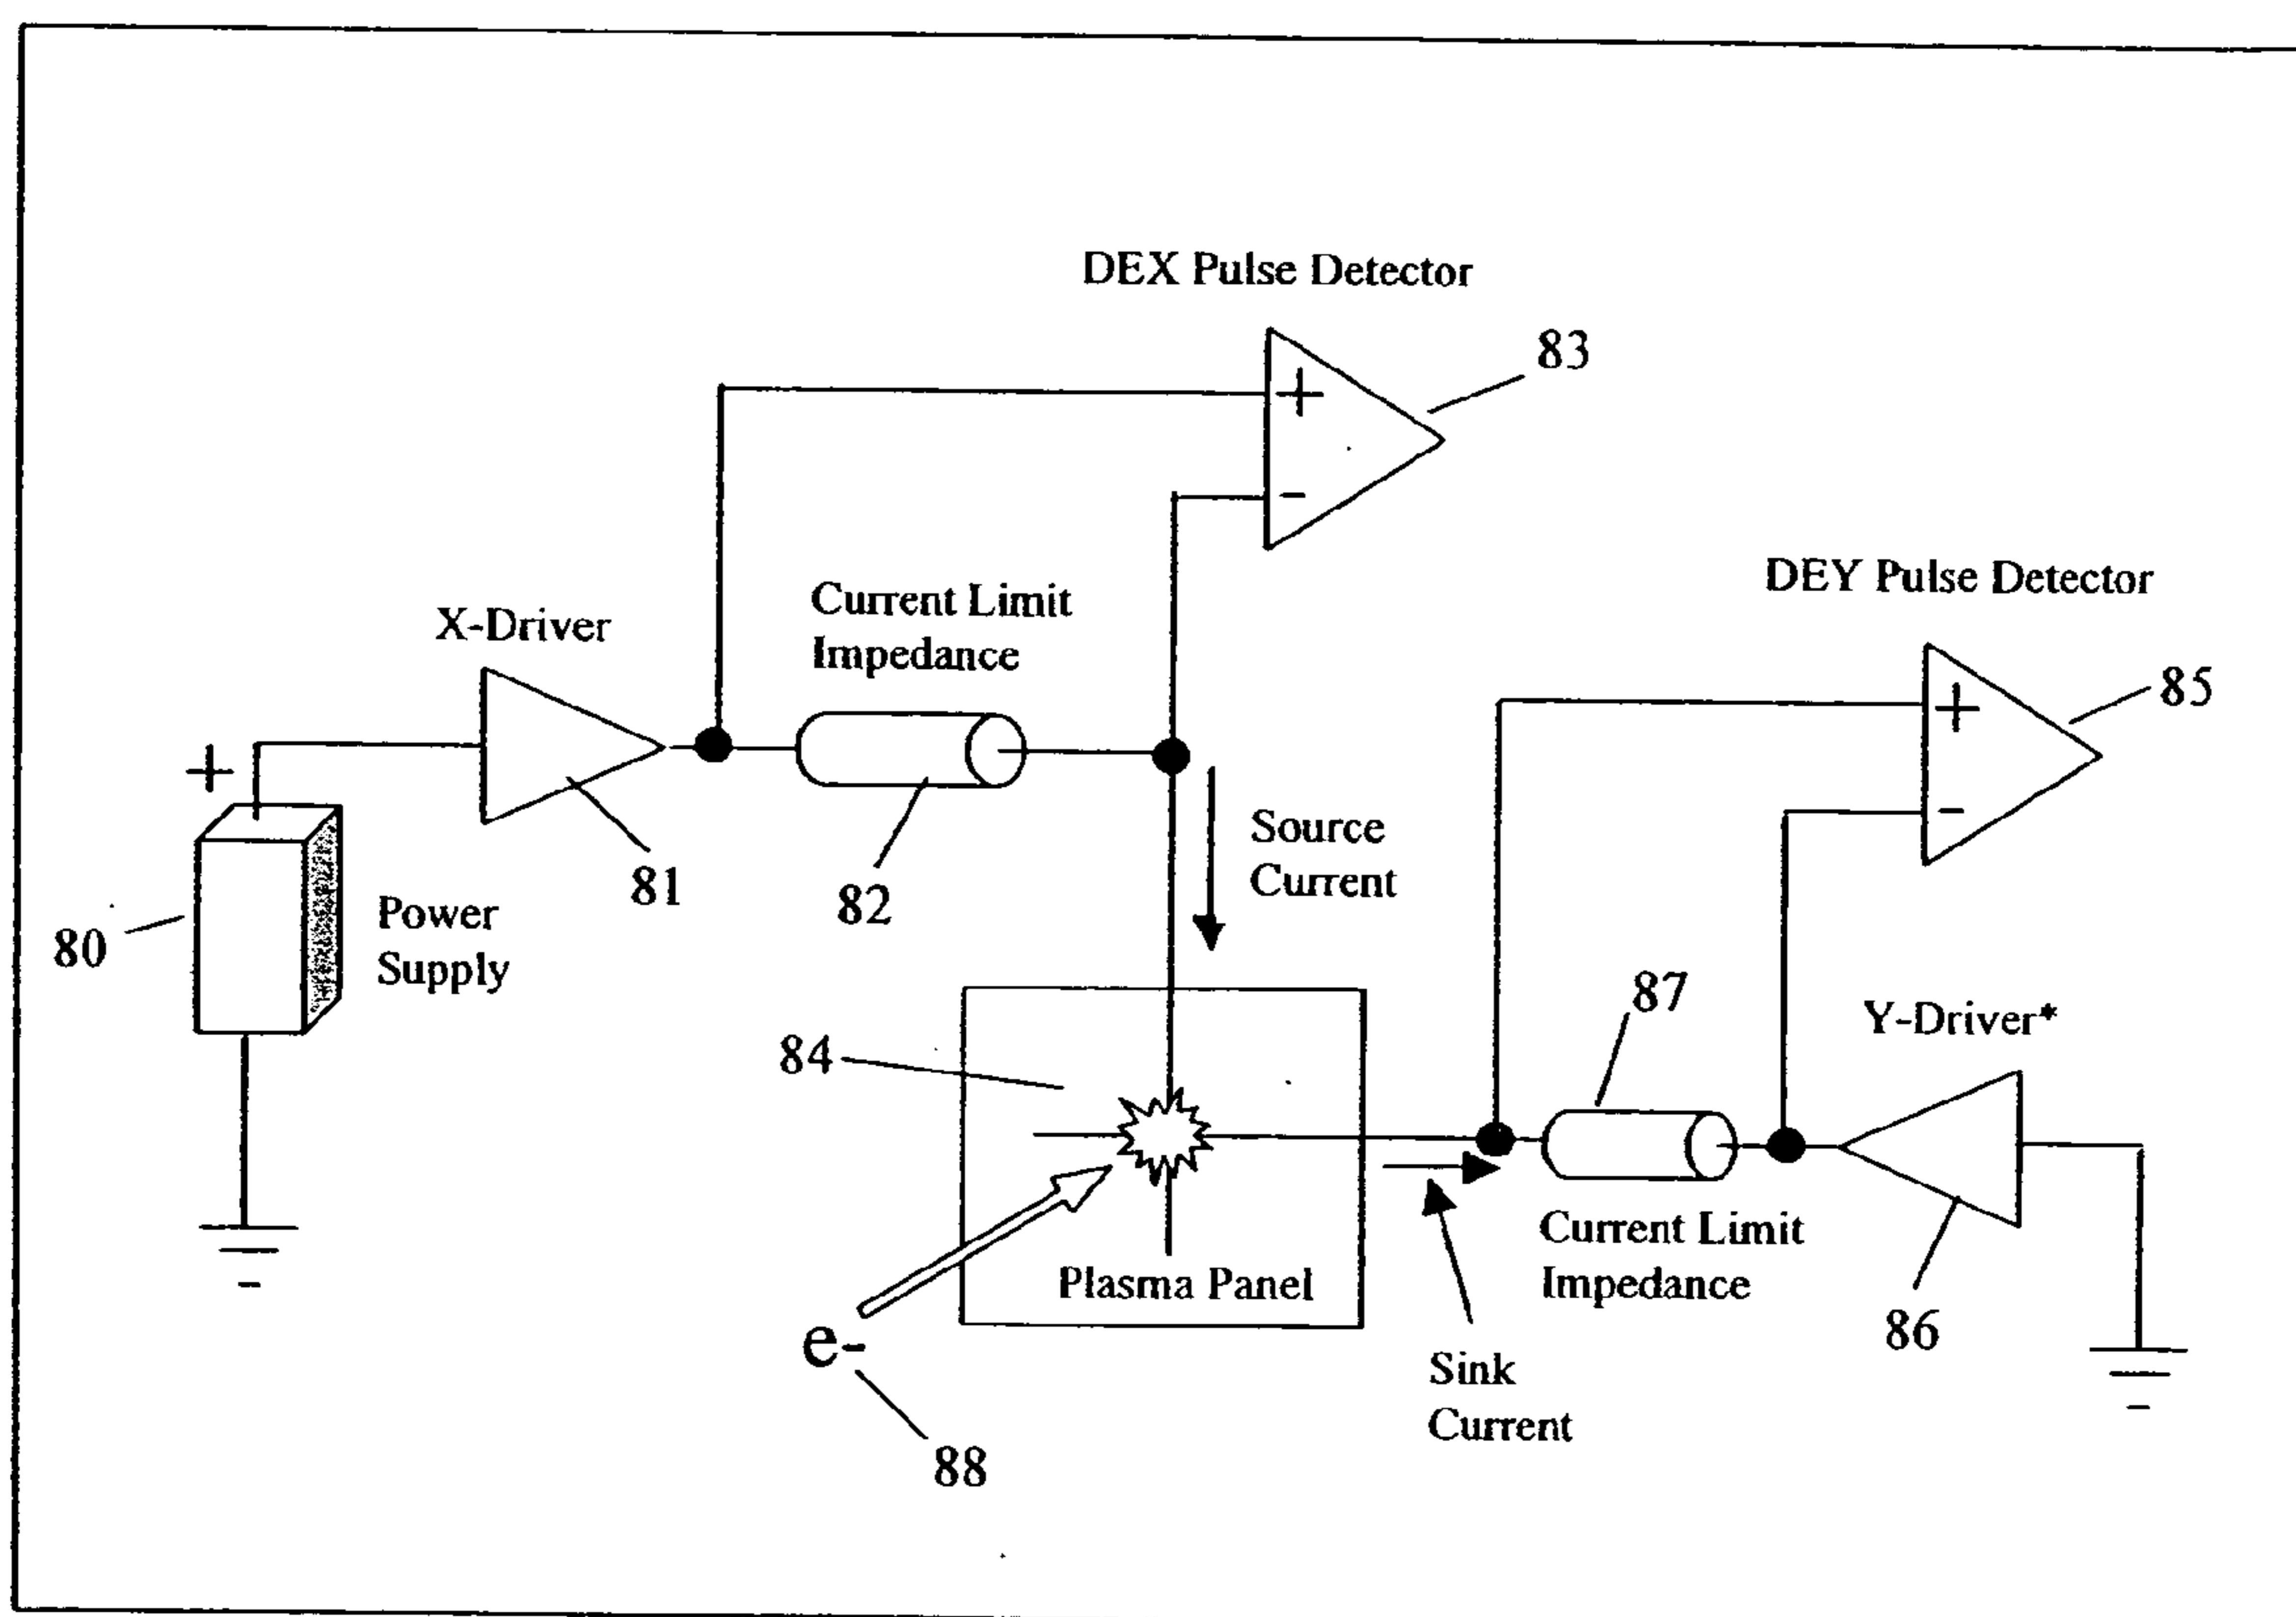 DEX Pulse Detector
83
+
-
DEY Pulse Detector
85
+
-
X-Driver
Current Limit
Impedance
81
82
+
80
Power
Supply
-
Source
Current
84
Plasma Panel
e-
88
Sink
Current
87
Y-Driver*
Current Limit
Impedance
86
-